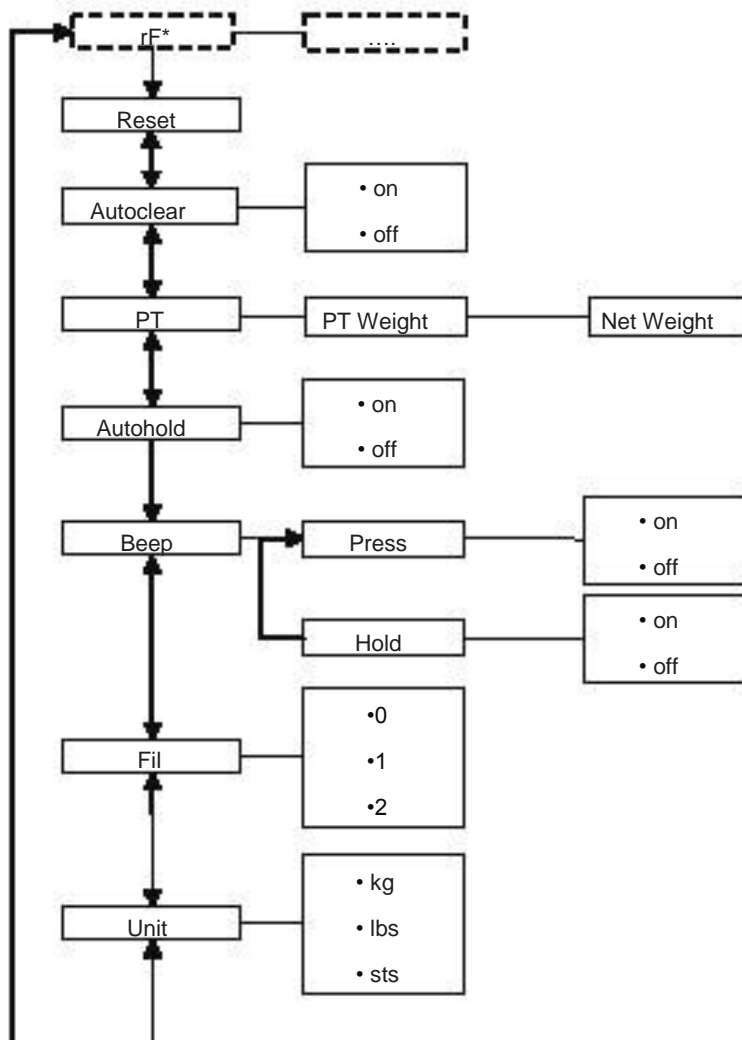 rF*
....
Reset
Autoclear
• on
• off
PT
PT Weight
Net Weight
Autohold
• on
• off
Beep
Press
• on
• off
Hold
• on
• off
Fil
•0
•1
•2
Unit
• kg
• lbs
• sts